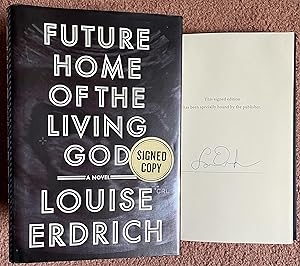 FUTURE
HOME
OF THE
LIVING
GOD
SIGNED
COPY
A NOVEL
LOUISE
ERDRICH
This signed edition
has been specially bound by the publisher.